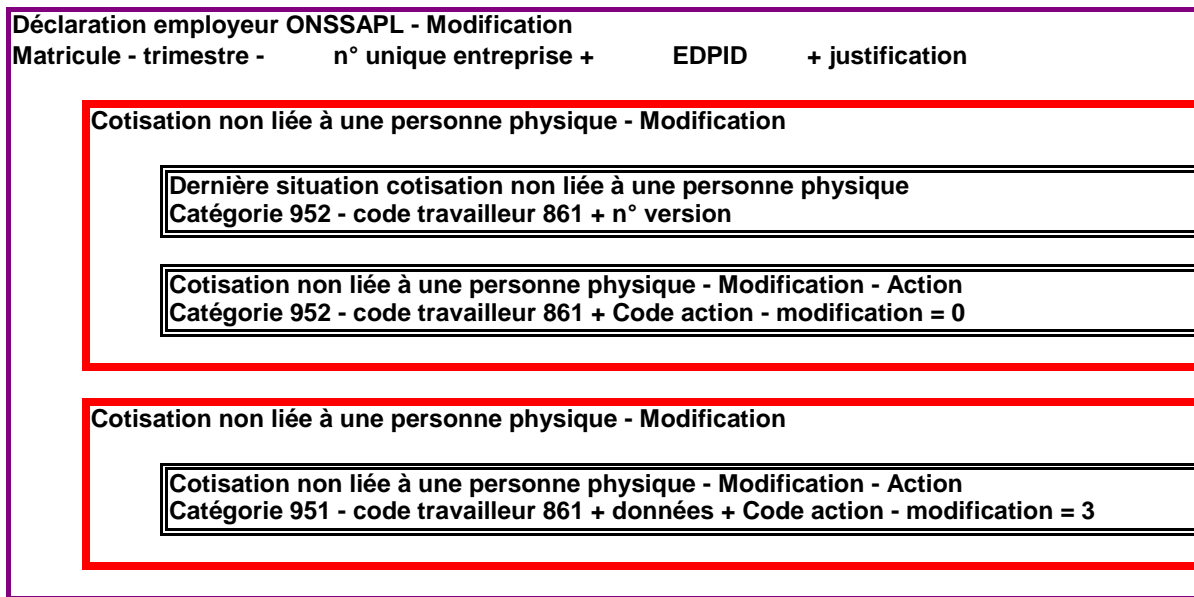 Déclaration employeur ONSSAPL - Modification
Matricule - trimestre - n° unique entreprise + EDPID + justification
Cotisation non liée à une personne physique - Modification
Dernière situation cotisation non liée à une personne physique
Catégorie 952 - code travailleur 861 + n° version
Cotisation non liée à une personne physique - Modification - Action
Catégorie 952 - code travailleur 861 + Code action - modification = 0
Cotisation non liée à une personne physique - Modification
Cotisation non liée à une personne physique - Modification - Action
Catégorie 951 - code travailleur 861 + données + Code action - modification = 3